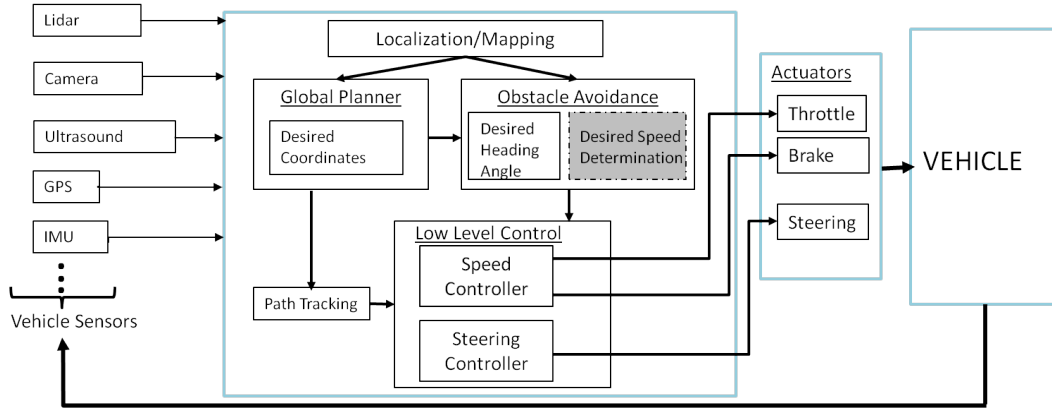 Lidar
Camera
Ultrasound
GPS
IMU
Vehicle Sensors
Localization/Mapping
Global Planner
Desired
Coordinates
Obstacle Avoidance
Desired
Heading
Angle
Desired Speed
Determination
Path Tracking
Low Level Control
Speed
Controller
Steering
Controller
Actuators
Throttle
Brake
Steering
VEHICLE